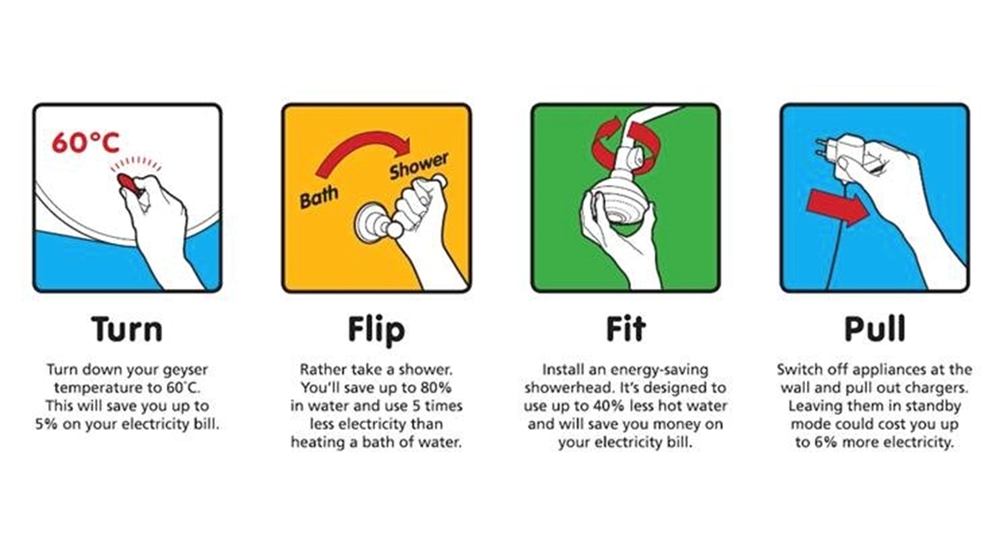 60°C
Bath
Shower
Turn
Turn down your geyser
temperature to 60°C.
This will save you up to
5% on your electricity bill.
Flip
Rather take a shower.
You'll save up to 80%
in water and use 5 times
less electricity than
heating a bath of water.
Fit
Install an energy-saving
showerhead. It's designed to
use up to 40% less hot water
and will save you money on
your electricity bill.
Pull
Switch off appliances at the
wall and pull out chargers.
Leaving them in standby
mode could cost you up
to 6% more electricity.